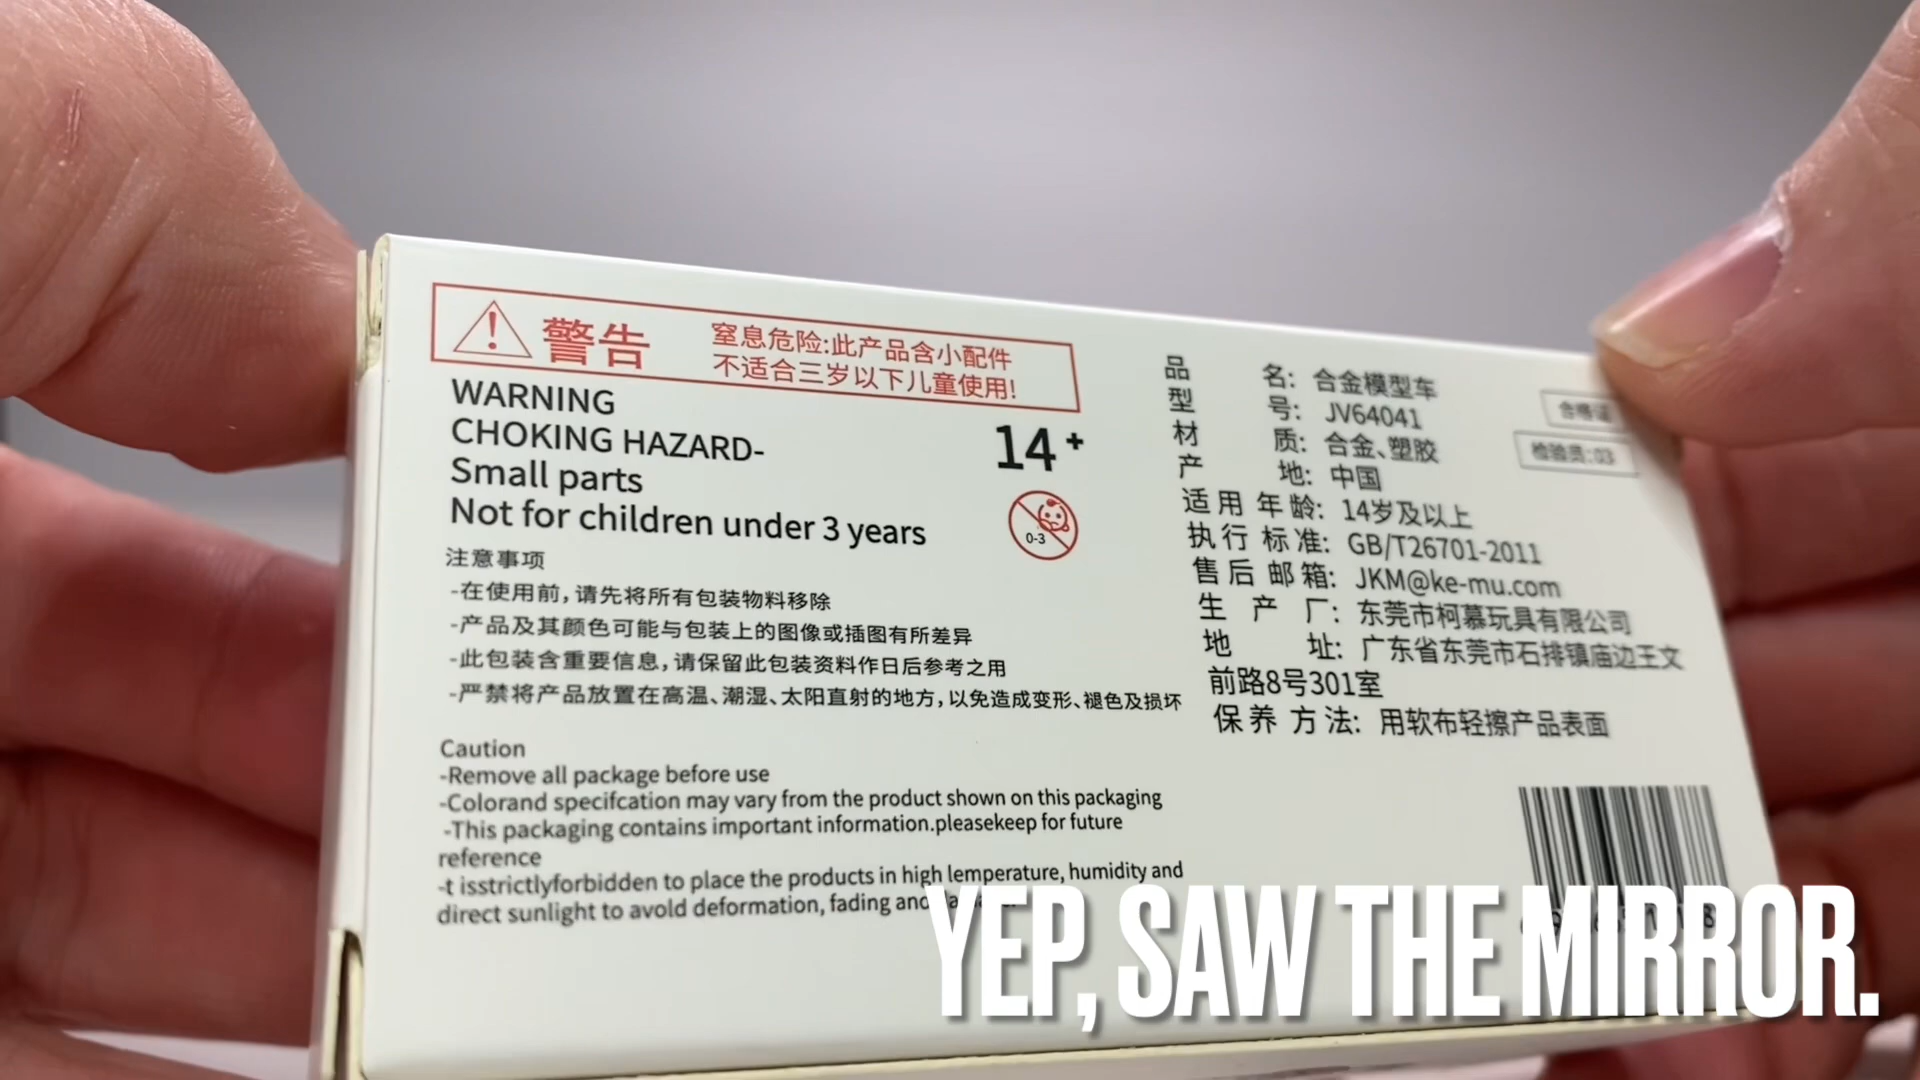 警告
窒息危险:此产品含小配件
不适合三岁以下儿童使用!
WARNING
CHOKING HAZARD-
Small parts
Not for children under 3 years
14+
0-3
注意事项
-在使用前,请先将所有包装物料移除
-产品及其颜色可能与包装上的图像或插图有所差异
-此包装含重要信息,请保留此包装资料作日后参考之用
-严禁将产品放置在高温、潮湿、太阳直射的地方,以免造成变形、褪色及损坏
Caution
-Remove all package before use
-Colorand specifcation may vary from the product shown on this packaging
-This packaging contains important information.pleasekeep for future
reference
-t isstrictlyforbidden to place the products in high lemperature, humidity and
direct sunlight to avold deformation, fading and
品 名: 合金模型车
型 号: JV64041
材 质: 合金、塑胶
产 地: 中国
适用年龄: 14岁及以上
执行标准: GB/T26701-2011
售后邮箱: JKM@ke-mu.com
生产厂: 东莞市柯慕玩具有限公司
地 址: 广东省东莞市石排镇庙边王文
前路8号301室
保养方法: 用软布轻擦产品表面
合格证
检验员:03
YEP, SAW THE MIRROR.